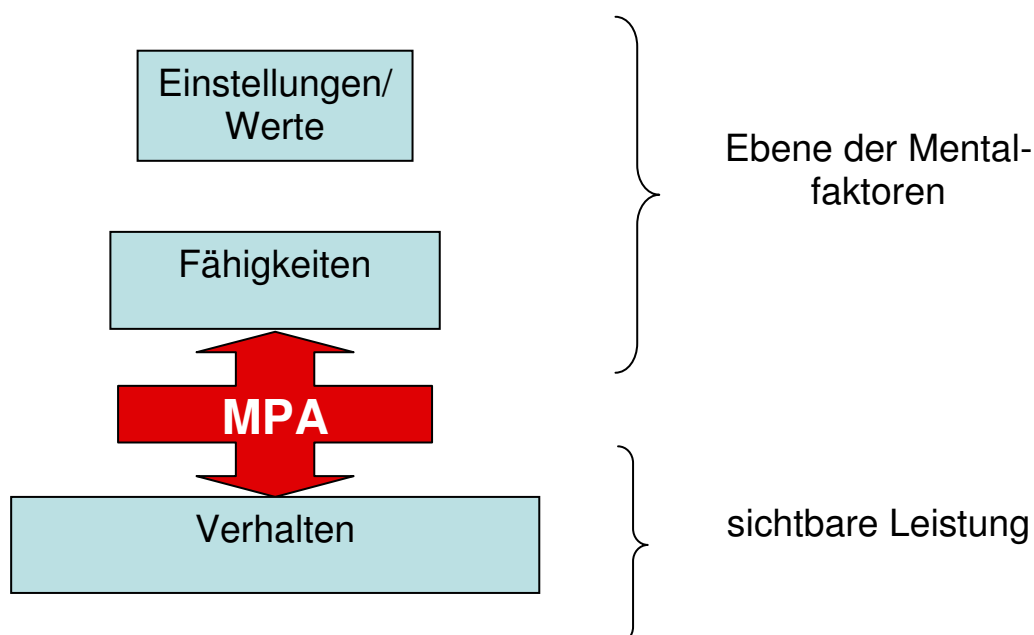 Einstellungen/
Werte
Ebene der Mental-
faktoren
Fähigkeiten
MPA
Verhalten
sichtbare Leistung